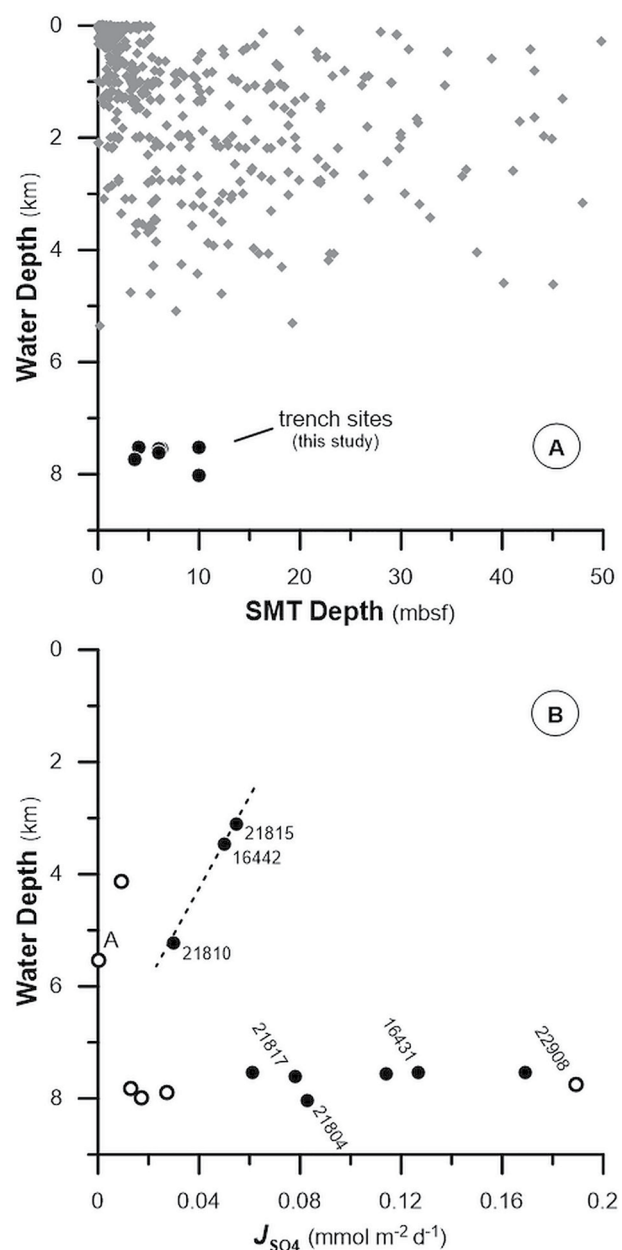 0
2
4
6
8
Water Depth (km)
trench sites
(this study)
A
0 10 20 30 40 50
SMT Depth (mbsf)
0
2
4
6
8
Water Depth (km)
B
21815
16442
A
21810
21817
16431
22908
21804
0 0.04 0.08 0.12 0.16 0.2
J_SO4 (mmol m⁻² d⁻¹)